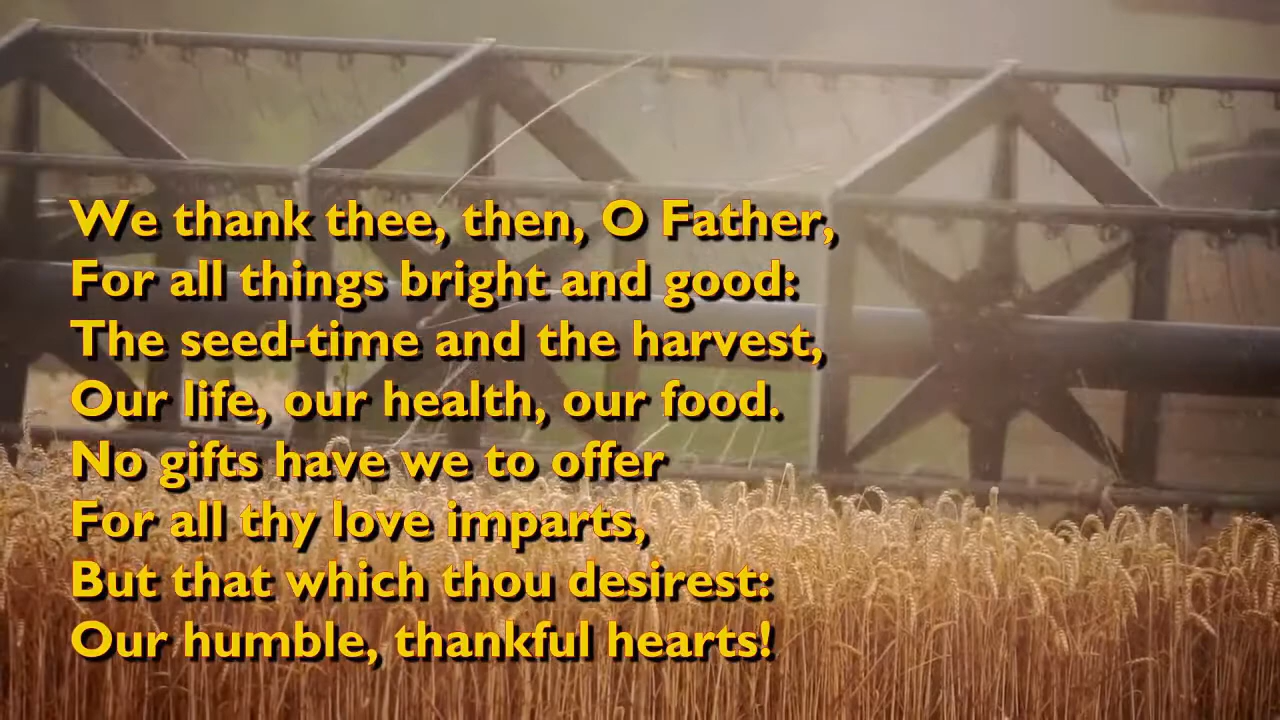 We thank thee, then, O Father,
For all things bright and good:
The seed-time and the harvest,
Our life, our health, our food.
No gifts have we to offer
For all thy love imparts,
But that which thou desirest:
Our humble, thankful hearts!